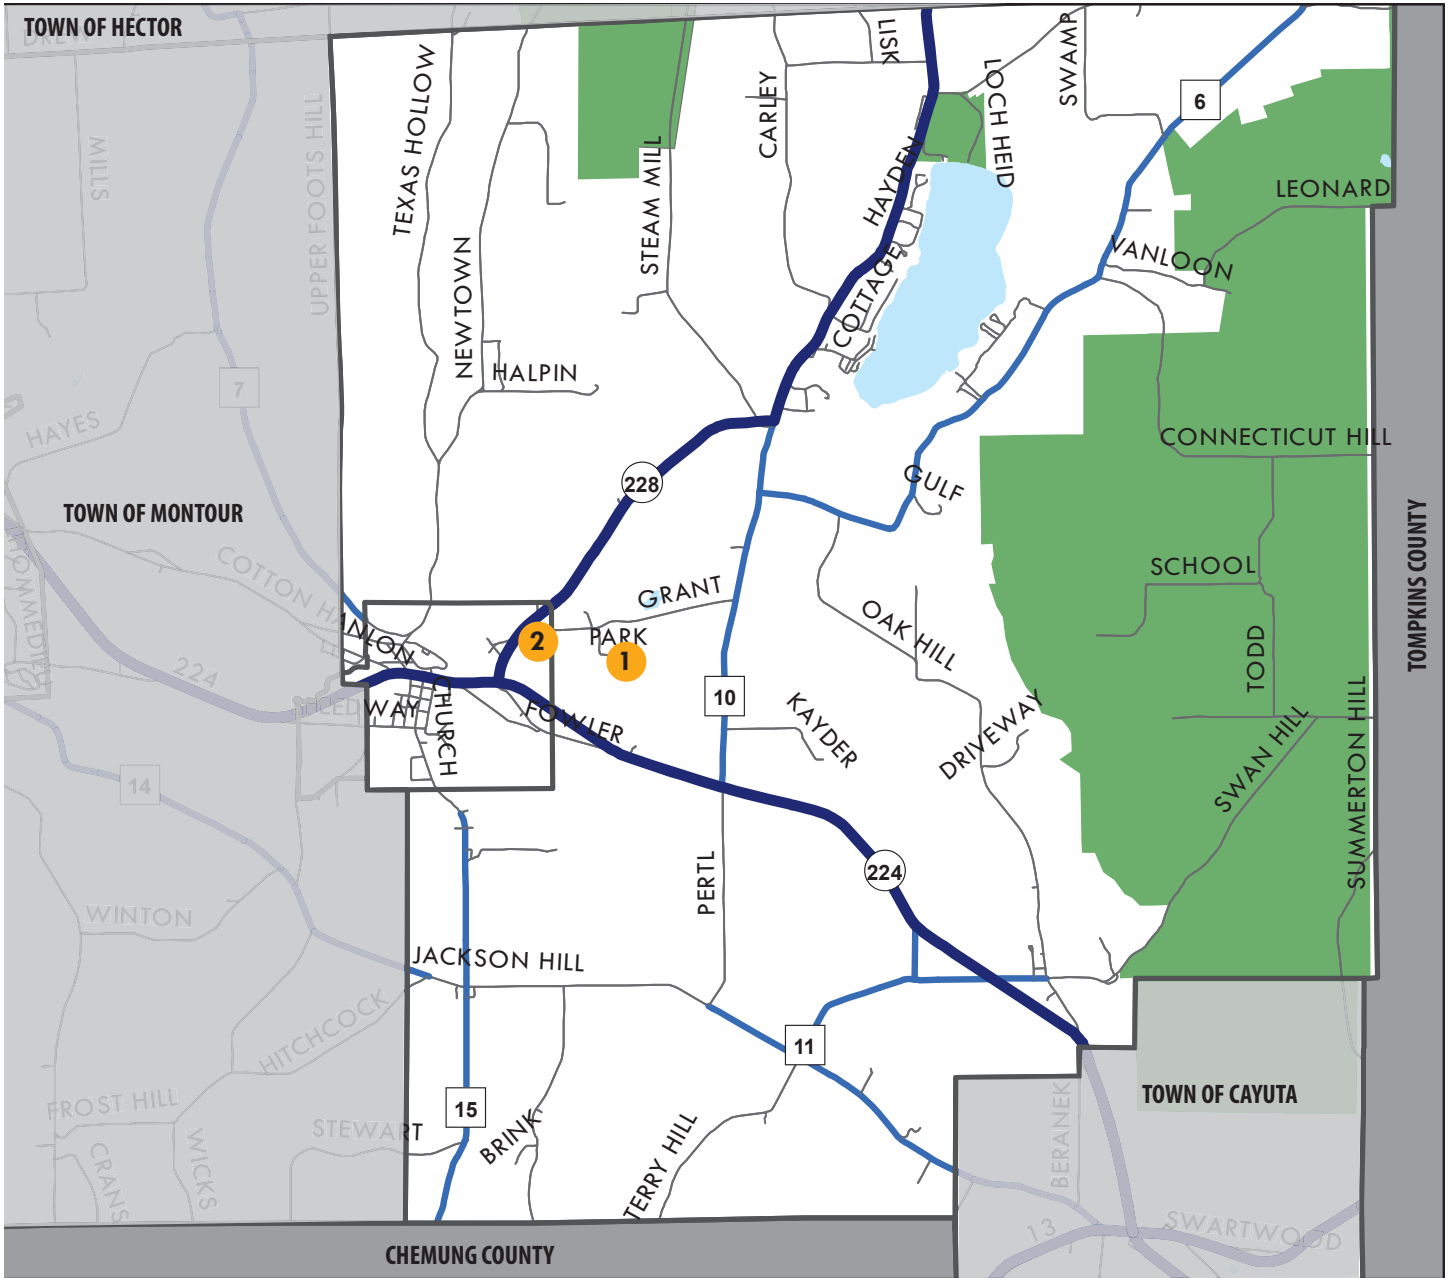 TOWN OF HECTOR
DREW
MILLS
UPPER FOOTS HILL
TEXAS HOLLOW
NEWTOWN
HALPIN
STEAM MILL
CARLEY
LISK
HAYDEN
COTTAGE
LOCH HEID
SWAMP
6
LEONARD
VANLOON
7
HAYES
TOWN OF MONTOUR
228
GULF
CONNECTICUT HILL
TOMPKINS COUNTY
COTTON HANLON
GRANT
PARK
2
1
SCHOOL
OAK HILL
TODD
224
WAY
CHURCH
FOWLER
10
KAYDER
DRIVEWAY
SWAN HILL
SUMMERTON HILL
14
224
PERTL
WINTON
JACKSON HILL
HITCHCOCK
11
15
FROST HILL
STEWART
BRINK
TERRY HILL
CRANS
WICKS
BERANEK
TOWN OF CAYUTA
13
SWARTWOOD
CHEMUNG COUNTY